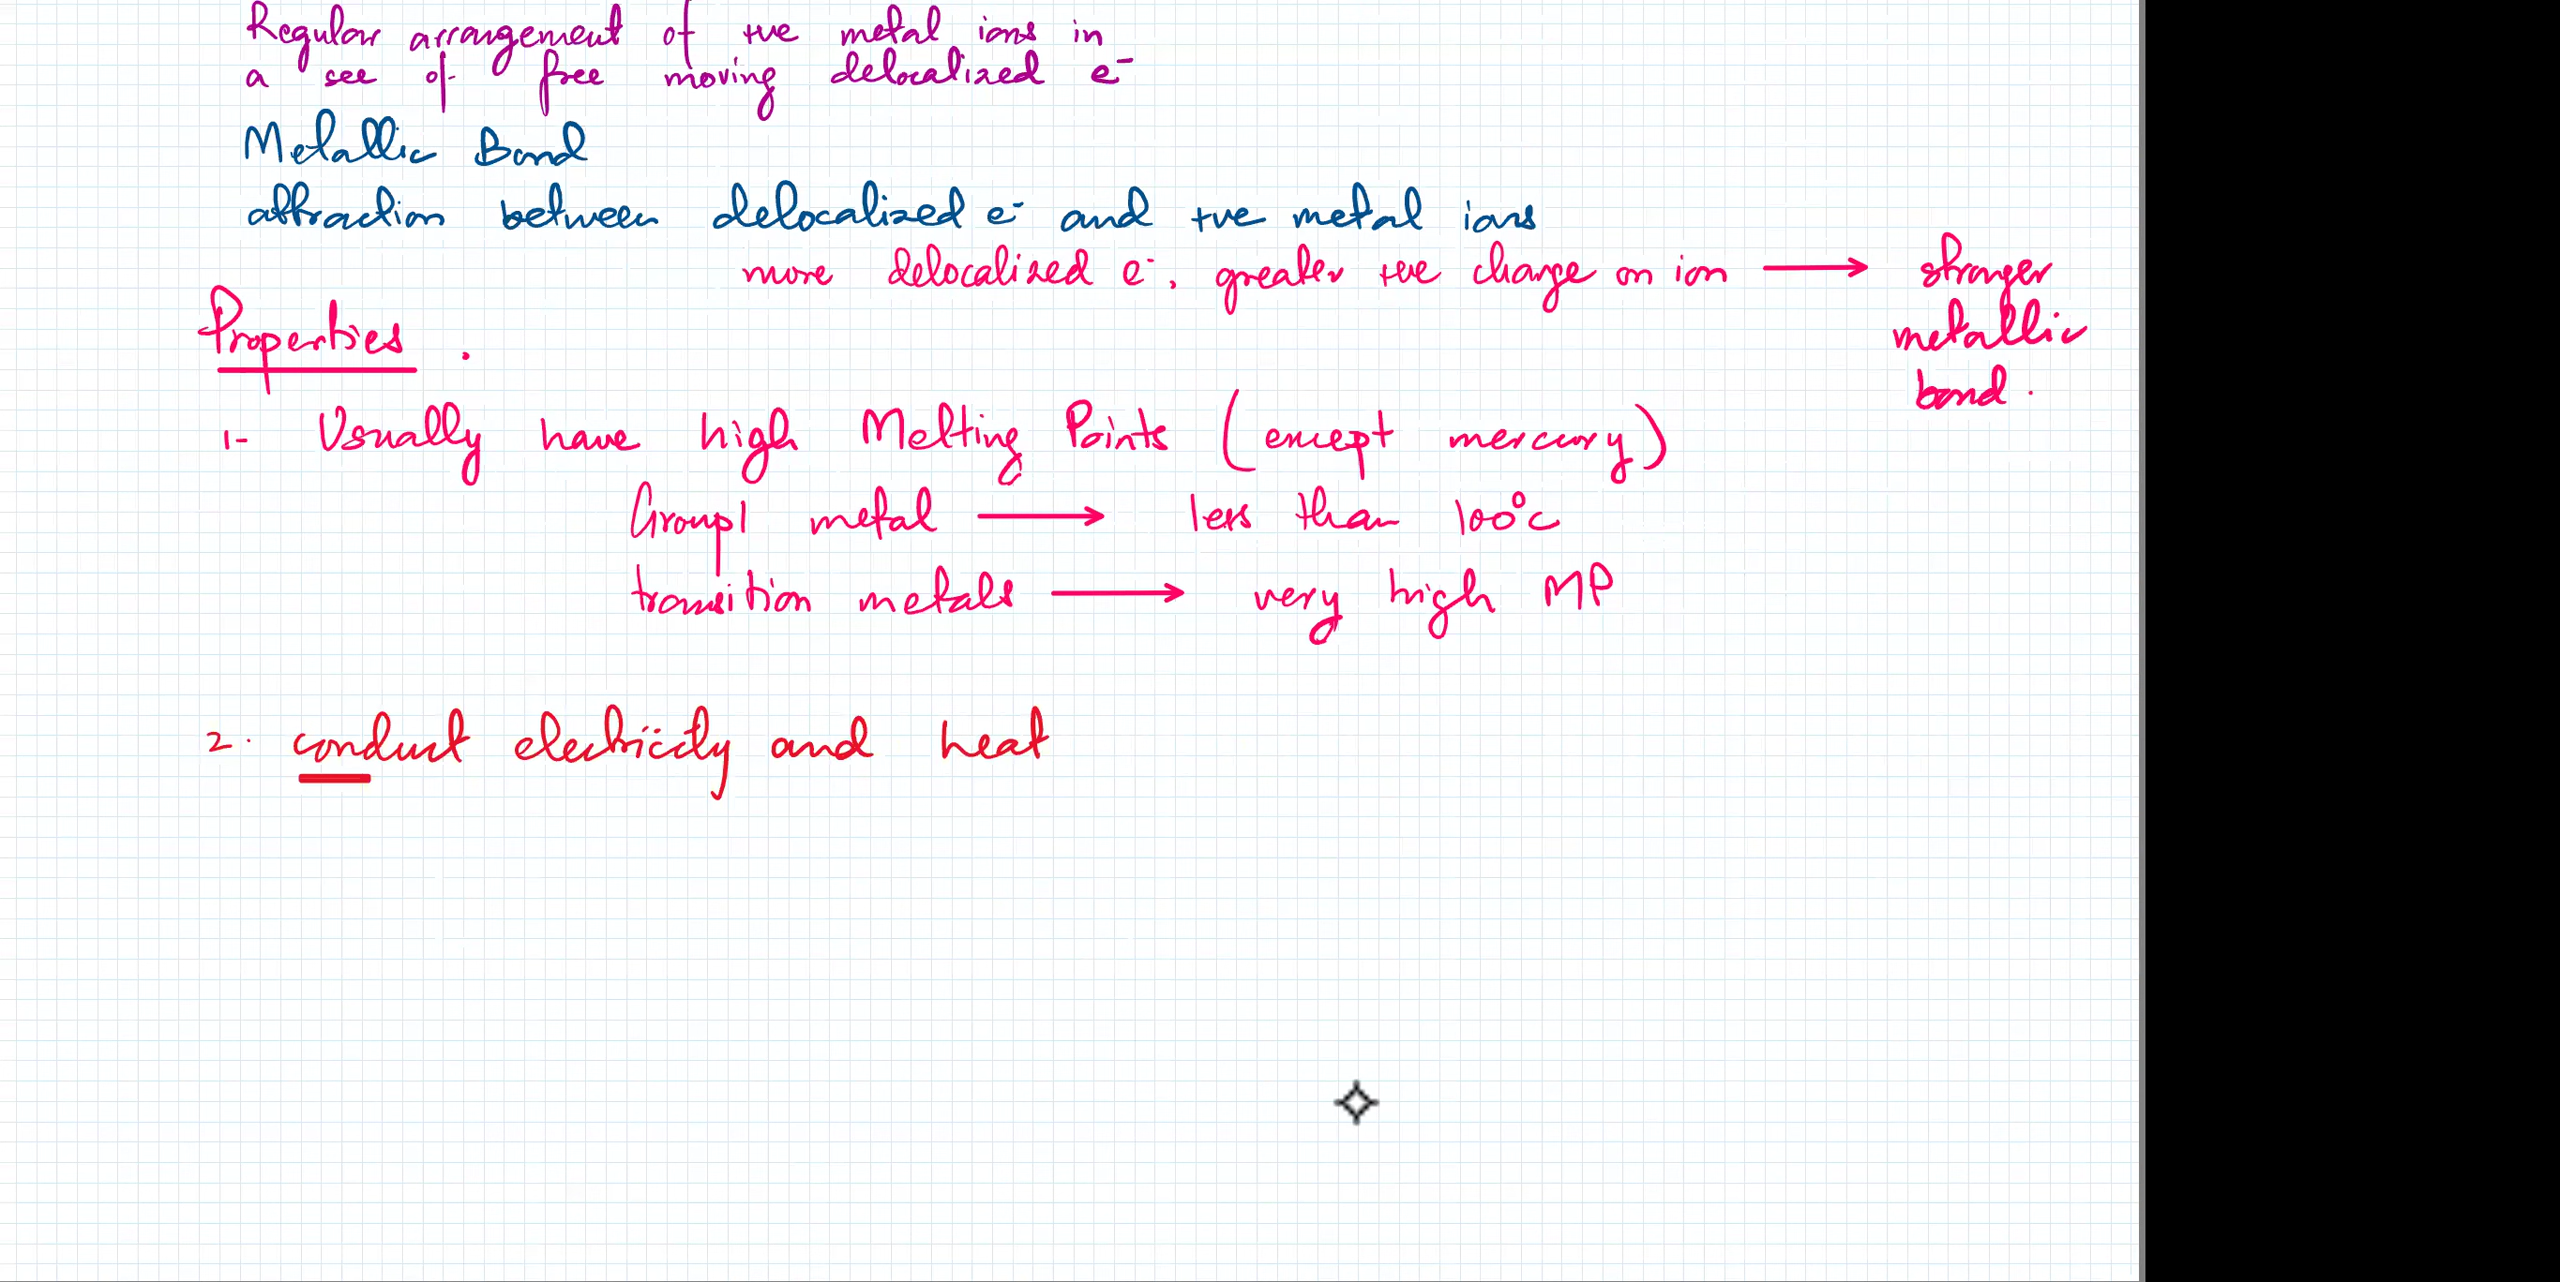 Regular arrangement of +ve metal ions in
a see of free moving delocalized e⁻
Metallic Bond
attraction between delocalized e⁻ and +ve metal ions
more delocalized e⁻, greater +ve charge on ion → stronger
metallic
bond.
Properties.
1- Usually have high Melting Points (except mercury)
Group 1 metal → less than 100°C
transition metals → very high MP
2. conduct electricity and heat